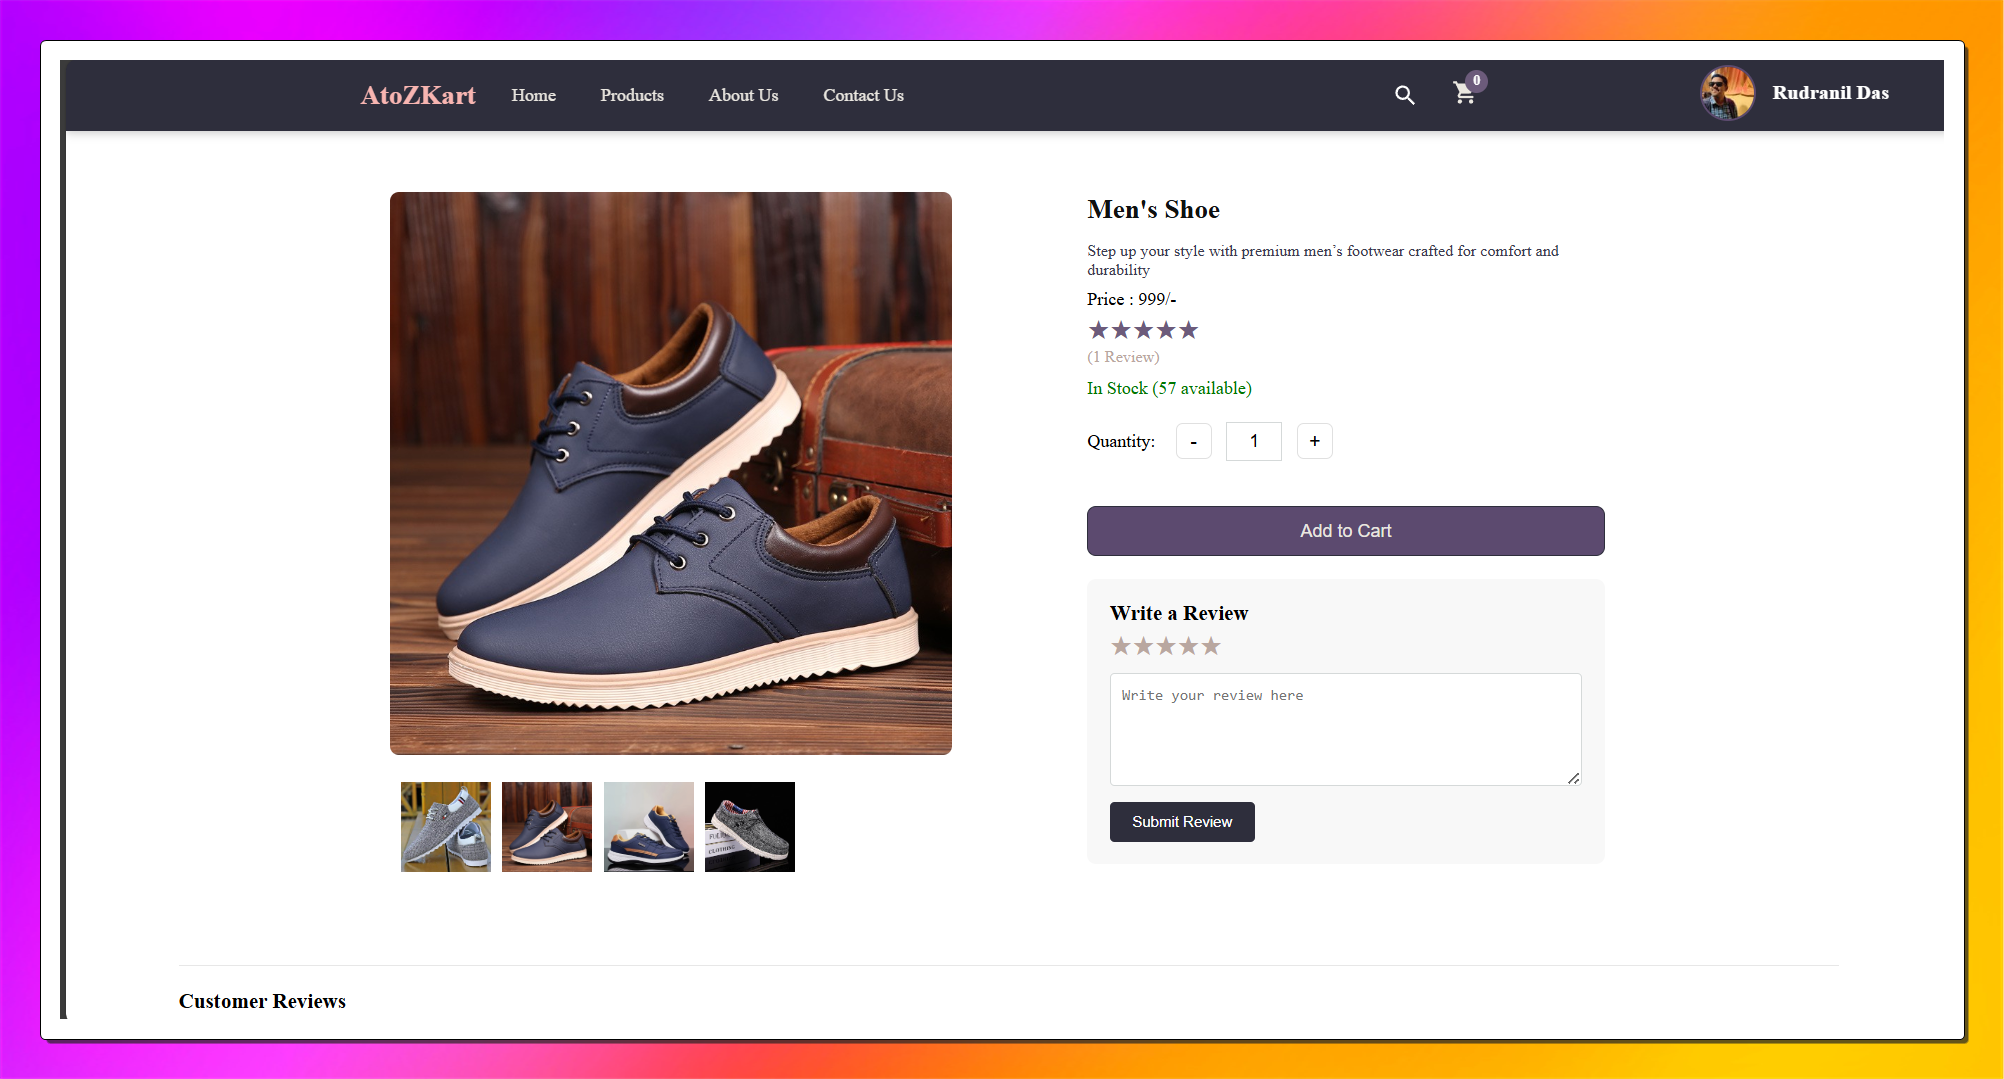 AtoZKart
Home
Products
About Us
Contact Us
0
Rudranil Das
Men's Shoe
Step up your style with premium men’s footwear crafted for comfort and
durability
Price : 999/-
★★★★★
(1 Review)
In Stock (57 available)
Quantity:
-
1
+
Add to Cart
Write a Review
★★★★★
Write your review here
Submit Review
CLOTHING
Customer Reviews